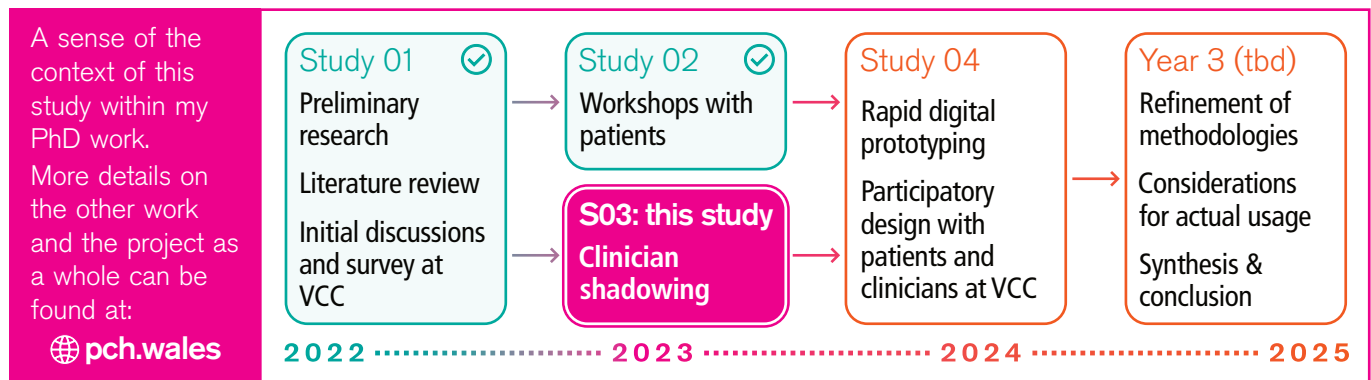 A sense of the
context of this
study within my
PhD work.
More details on
the other work
and the project as
a whole can be
found at:
pch.wales
Study 01
Preliminary
research
Literature review
Initial discussions
and survey at
VCC
Study 02
Workshops with
patients
S03: this study
Clinician
shadowing
Study 04
Rapid digital
prototyping
Participatory
design with
patients and
clinicians at VCC
Year 3 (tbd)
Refinement of
methodologies
Considerations
for actual usage
Synthesis &
conclusion
2022 2023 2024 2025